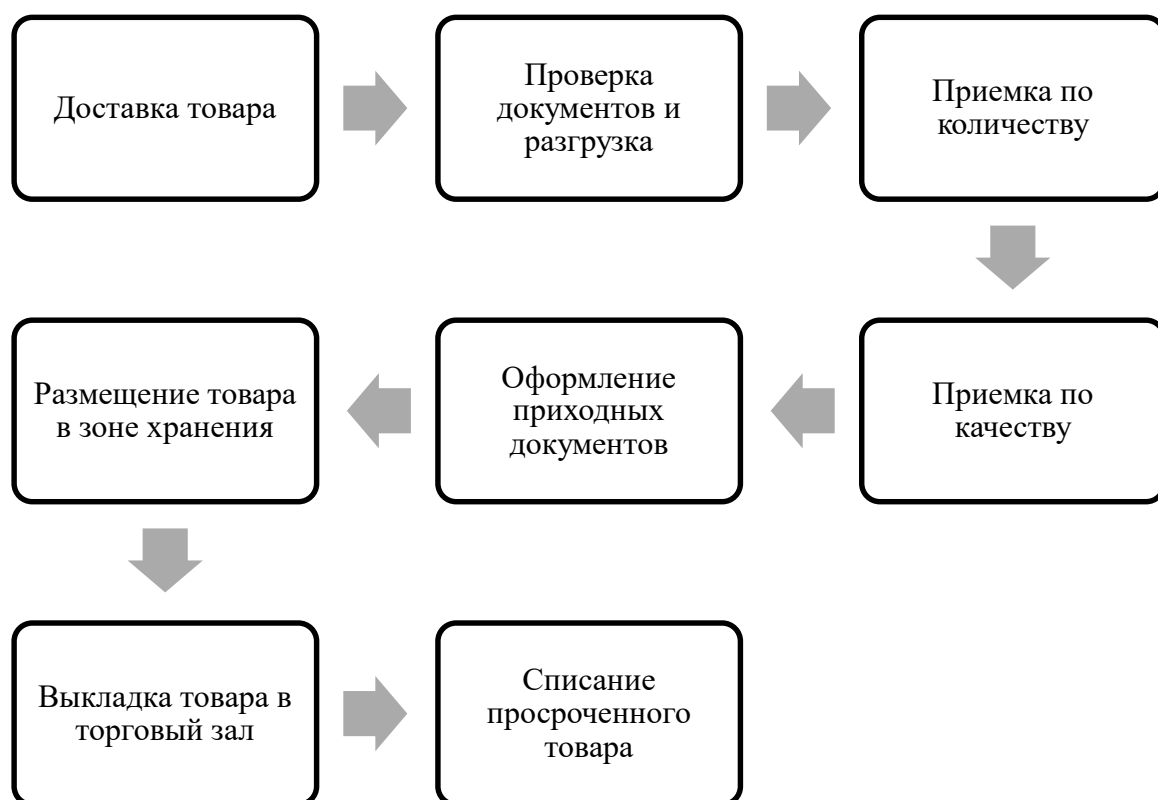 Доставка товара
Проверка
документов и
разгрузка
Приемка по
количеству
Приемка по
качеству
Оформление
приходных
документов
Размещение товара
в зоне хранения
Выкладка товара в
торговый зал
Списание
просроченного
товара